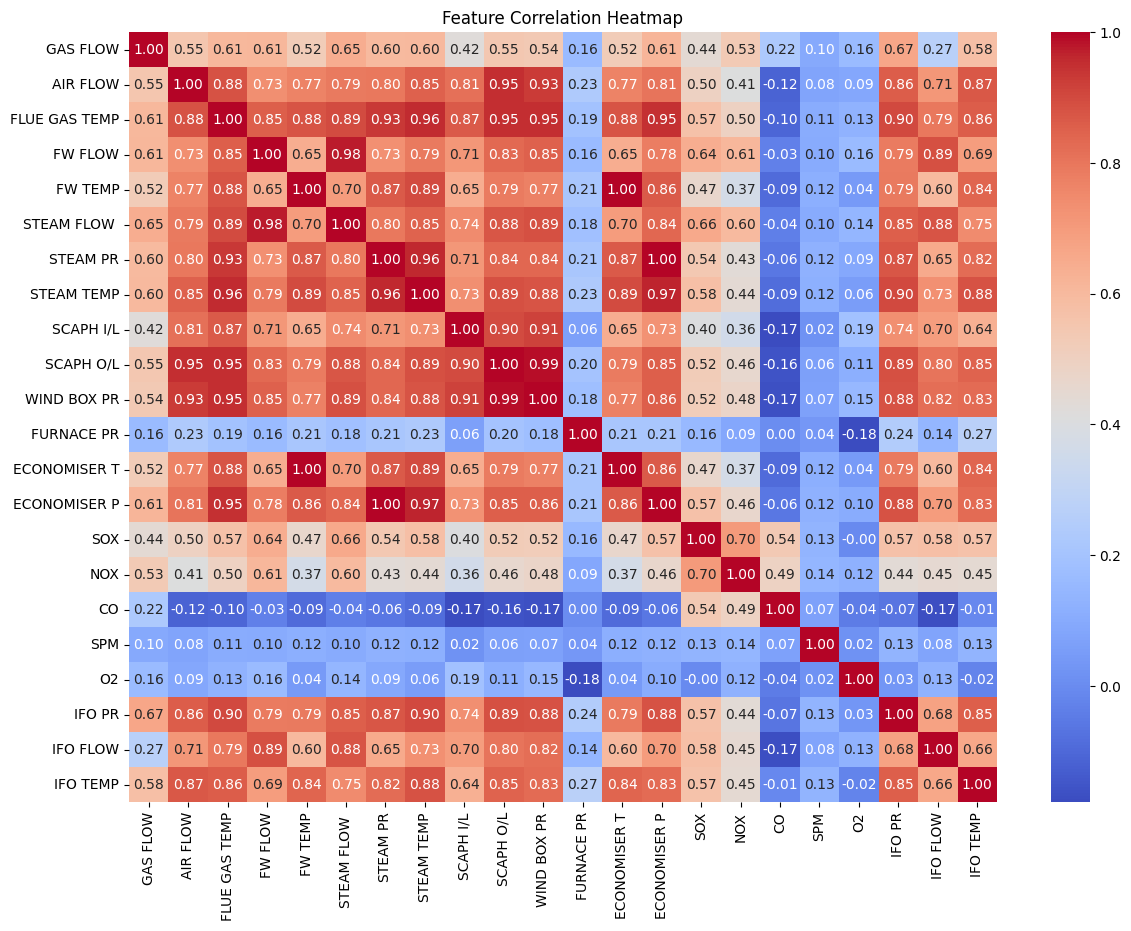 Feature Correlation Heatmap
GAS FLOW 1.00 0.55 0.61 0.61 0.52 0.65 0.60 0.60 0.42 0.55 0.54 0.16 0.52 0.61 0.44 0.53 0.22 0.10 0.16 0.67 0.27 0.58
AIR FLOW 0.55 1.00 0.88 0.73 0.77 0.79 0.80 0.85 0.81 0.95 0.93 0.23 0.77 0.81 0.50 0.41 -0.12 0.08 0.09 0.86 0.71 0.87
FLUE GAS TEMP 0.61 0.88 1.00 0.85 0.88 0.89 0.93 0.96 0.87 0.95 0.95 0.19 0.88 0.95 0.57 0.50 -0.10 0.11 0.13 0.90 0.79 0.86
FW FLOW 0.61 0.73 0.85 1.00 0.65 0.98 0.73 0.79 0.71 0.83 0.85 0.16 0.65 0.78 0.64 0.61 -0.03 0.10 0.16 0.79 0.89 0.69
FW TEMP 0.52 0.77 0.88 0.65 1.00 0.70 0.87 0.89 0.65 0.79 0.77 0.21 1.00 0.86 0.47 0.37 -0.09 0.12 0.04 0.79 0.60 0.84
STEAM FLOW 0.65 0.79 0.89 0.98 0.70 1.00 0.80 0.85 0.74 0.88 0.89 0.18 0.70 0.84 0.66 0.60 -0.04 0.10 0.14 0.85 0.88 0.75
STEAM PR 0.60 0.80 0.93 0.73 0.87 0.80 1.00 0.96 0.71 0.84 0.84 0.21 0.87 1.00 0.54 0.43 -0.06 0.12 0.09 0.87 0.65 0.82
STEAM TEMP 0.60 0.85 0.96 0.79 0.89 0.85 0.96 1.00 0.73 0.89 0.88 0.23 0.89 0.97 0.58 0.44 -0.09 0.12 0.06 0.90 0.73 0.88
SCAPH I/L 0.42 0.81 0.87 0.71 0.65 0.74 0.71 0.73 1.00 0.90 0.91 0.06 0.65 0.73 0.40 0.36 -0.17 0.02 0.19 0.74 0.70 0.64
SCAPH O/L 0.55 0.95 0.95 0.83 0.79 0.88 0.84 0.89 0.90 1.00 0.99 0.20 0.79 0.85 0.52 0.46 -0.16 0.06 0.11 0.89 0.80 0.85
WIND BOX PR 0.54 0.93 0.95 0.85 0.77 0.89 0.84 0.88 0.91 0.99 1.00 0.18 0.77 0.86 0.52 0.48 -0.17 0.07 0.15 0.88 0.82 0.83
FURNACE PR 0.16 0.23 0.19 0.16 0.21 0.18 0.21 0.23 0.06 0.20 0.18 1.00 0.21 0.21 0.16 0.09 0.00 0.04 -0.18 0.24 0.14 0.27
ECONOMISER T 0.52 0.77 0.88 0.65 1.00 0.70 0.87 0.89 0.65 0.79 0.77 0.21 1.00 0.86 0.47 0.37 -0.09 0.12 0.04 0.79 0.60 0.84
ECONOMISER P 0.61 0.81 0.95 0.78 0.86 0.84 1.00 0.97 0.73 0.85 0.86 0.21 0.86 1.00 0.57 0.46 -0.06 0.12 0.10 0.88 0.70 0.83
SOX 0.44 0.50 0.57 0.64 0.47 0.66 0.54 0.58 0.40 0.52 0.52 0.16 0.47 0.57 1.00 0.70 0.54 0.13 -0.00 0.57 0.58 0.57
NOX 0.53 0.41 0.50 0.61 0.37 0.60 0.43 0.44 0.36 0.46 0.48 0.09 0.37 0.46 0.70 1.00 0.49 0.14 0.12 0.44 0.45 0.45
CO 0.22 -0.12 -0.10 -0.03 -0.09 -0.04 -0.06 -0.09 -0.17 -0.16 -0.17 0.00 -0.09 -0.06 0.54 0.49 1.00 0.07 -0.04 -0.07 -0.17 -0.01
SPM 0.10 0.08 0.11 0.10 0.12 0.10 0.12 0.12 0.02 0.06 0.07 0.04 0.12 0.12 0.13 0.14 0.07 1.00 0.02 0.13 0.08 0.13
O2 0.16 0.09 0.13 0.16 0.04 0.14 0.09 0.06 0.19 0.11 0.15 -0.18 0.04 0.10 -0.00 0.12 -0.04 0.02 1.00 0.03 0.13 -0.02
IFO PR 0.67 0.86 0.90 0.79 0.79 0.85 0.87 0.90 0.74 0.89 0.88 0.24 0.79 0.88 0.57 0.44 -0.07 0.13 0.03 1.00 0.68 0.85
IFO FLOW 0.27 0.71 0.79 0.89 0.60 0.88 0.65 0.73 0.70 0.80 0.82 0.14 0.60 0.70 0.58 0.45 -0.17 0.08 0.13 0.68 1.00 0.66
IFO TEMP 0.58 0.87 0.86 0.69 0.84 0.75 0.82 0.88 0.64 0.85 0.83 0.27 0.84 0.83 0.57 0.45 -0.01 0.13 -0.02 0.85 0.66 1.00
GAS FLOW
AIR FLOW
FLUE GAS TEMP
FW FLOW
FW TEMP
STEAM FLOW
STEAM PR
STEAM TEMP
SCAPH I/L
SCAPH O/L
WIND BOX PR
FURNACE PR
ECONOMISER T
ECONOMISER P
SOX
NOX
CO
SPM
O2
IFO PR
IFO FLOW
IFO TEMP
1.0
0.8
0.6
0.4
0.2
0.0